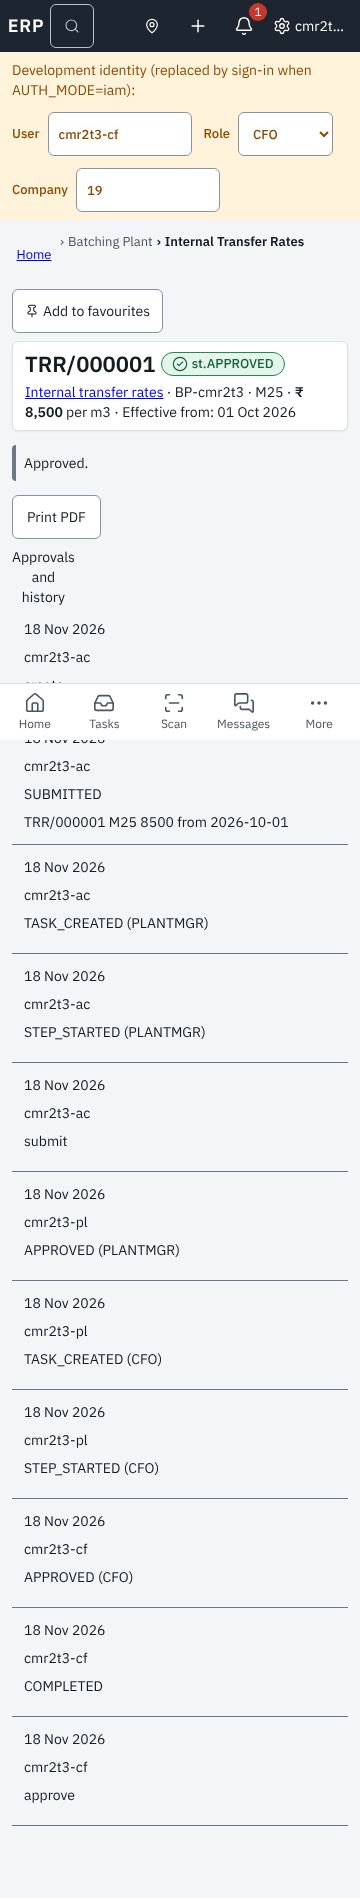 ERP 1 cmr2t...
Development identity (replaced by sign-in when
AUTH_MODE=iam):
User cmr2t3-cf Role CFO
Company 19
Home › Batching Plant › Internal Transfer Rates
Add to favourites
TRR/000001 st.APPROVED
Internal transfer rates · BP-cmr2t3 · M25 · ₹
8,500 per m3 · Effective from: 01 Oct 2026
Approved.
Print PDF
Approvals
and
history
18 Nov 2026
cmr2t3-ac
Home Tasks Scan Messages More
18 Nov 2026
cmr2t3-ac
SUBMITTED
TRR/000001 M25 8500 from 2026-10-01
18 Nov 2026
cmr2t3-ac
TASK_CREATED (PLANTMGR)
18 Nov 2026
cmr2t3-ac
STEP_STARTED (PLANTMGR)
18 Nov 2026
cmr2t3-ac
submit
18 Nov 2026
cmr2t3-pl
APPROVED (PLANTMGR)
18 Nov 2026
cmr2t3-pl
TASK_CREATED (CFO)
18 Nov 2026
cmr2t3-pl
STEP_STARTED (CFO)
18 Nov 2026
cmr2t3-cf
APPROVED (CFO)
18 Nov 2026
cmr2t3-cf
COMPLETED
18 Nov 2026
cmr2t3-cf
approve